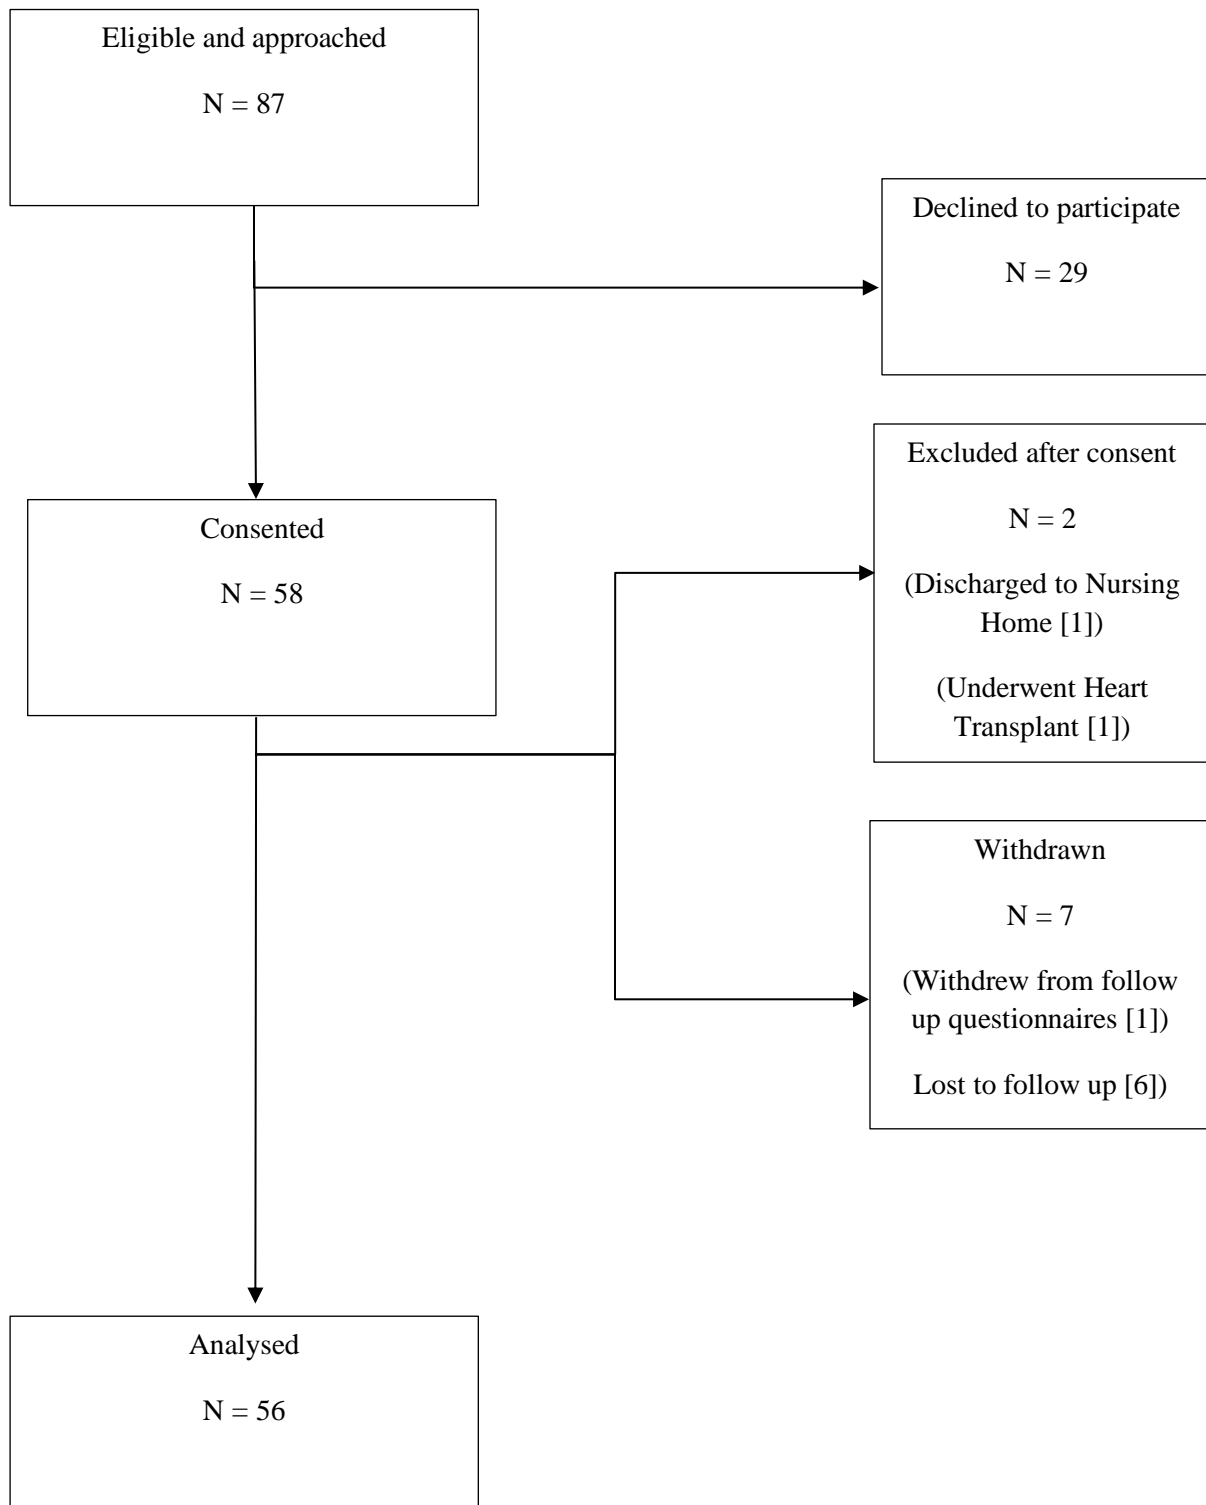 Eligible and approached
N = 87
Declined to participate
N = 29
Excluded after consent
N = 2
(Discharged to Nursing
Home [1])
(Underwent Heart
Transplant [1])
Consented
N = 58
Withdrawn
N = 7
(Withdrew from follow
up questionnaires [1])
Lost to follow up [6])
Analysed
N = 56